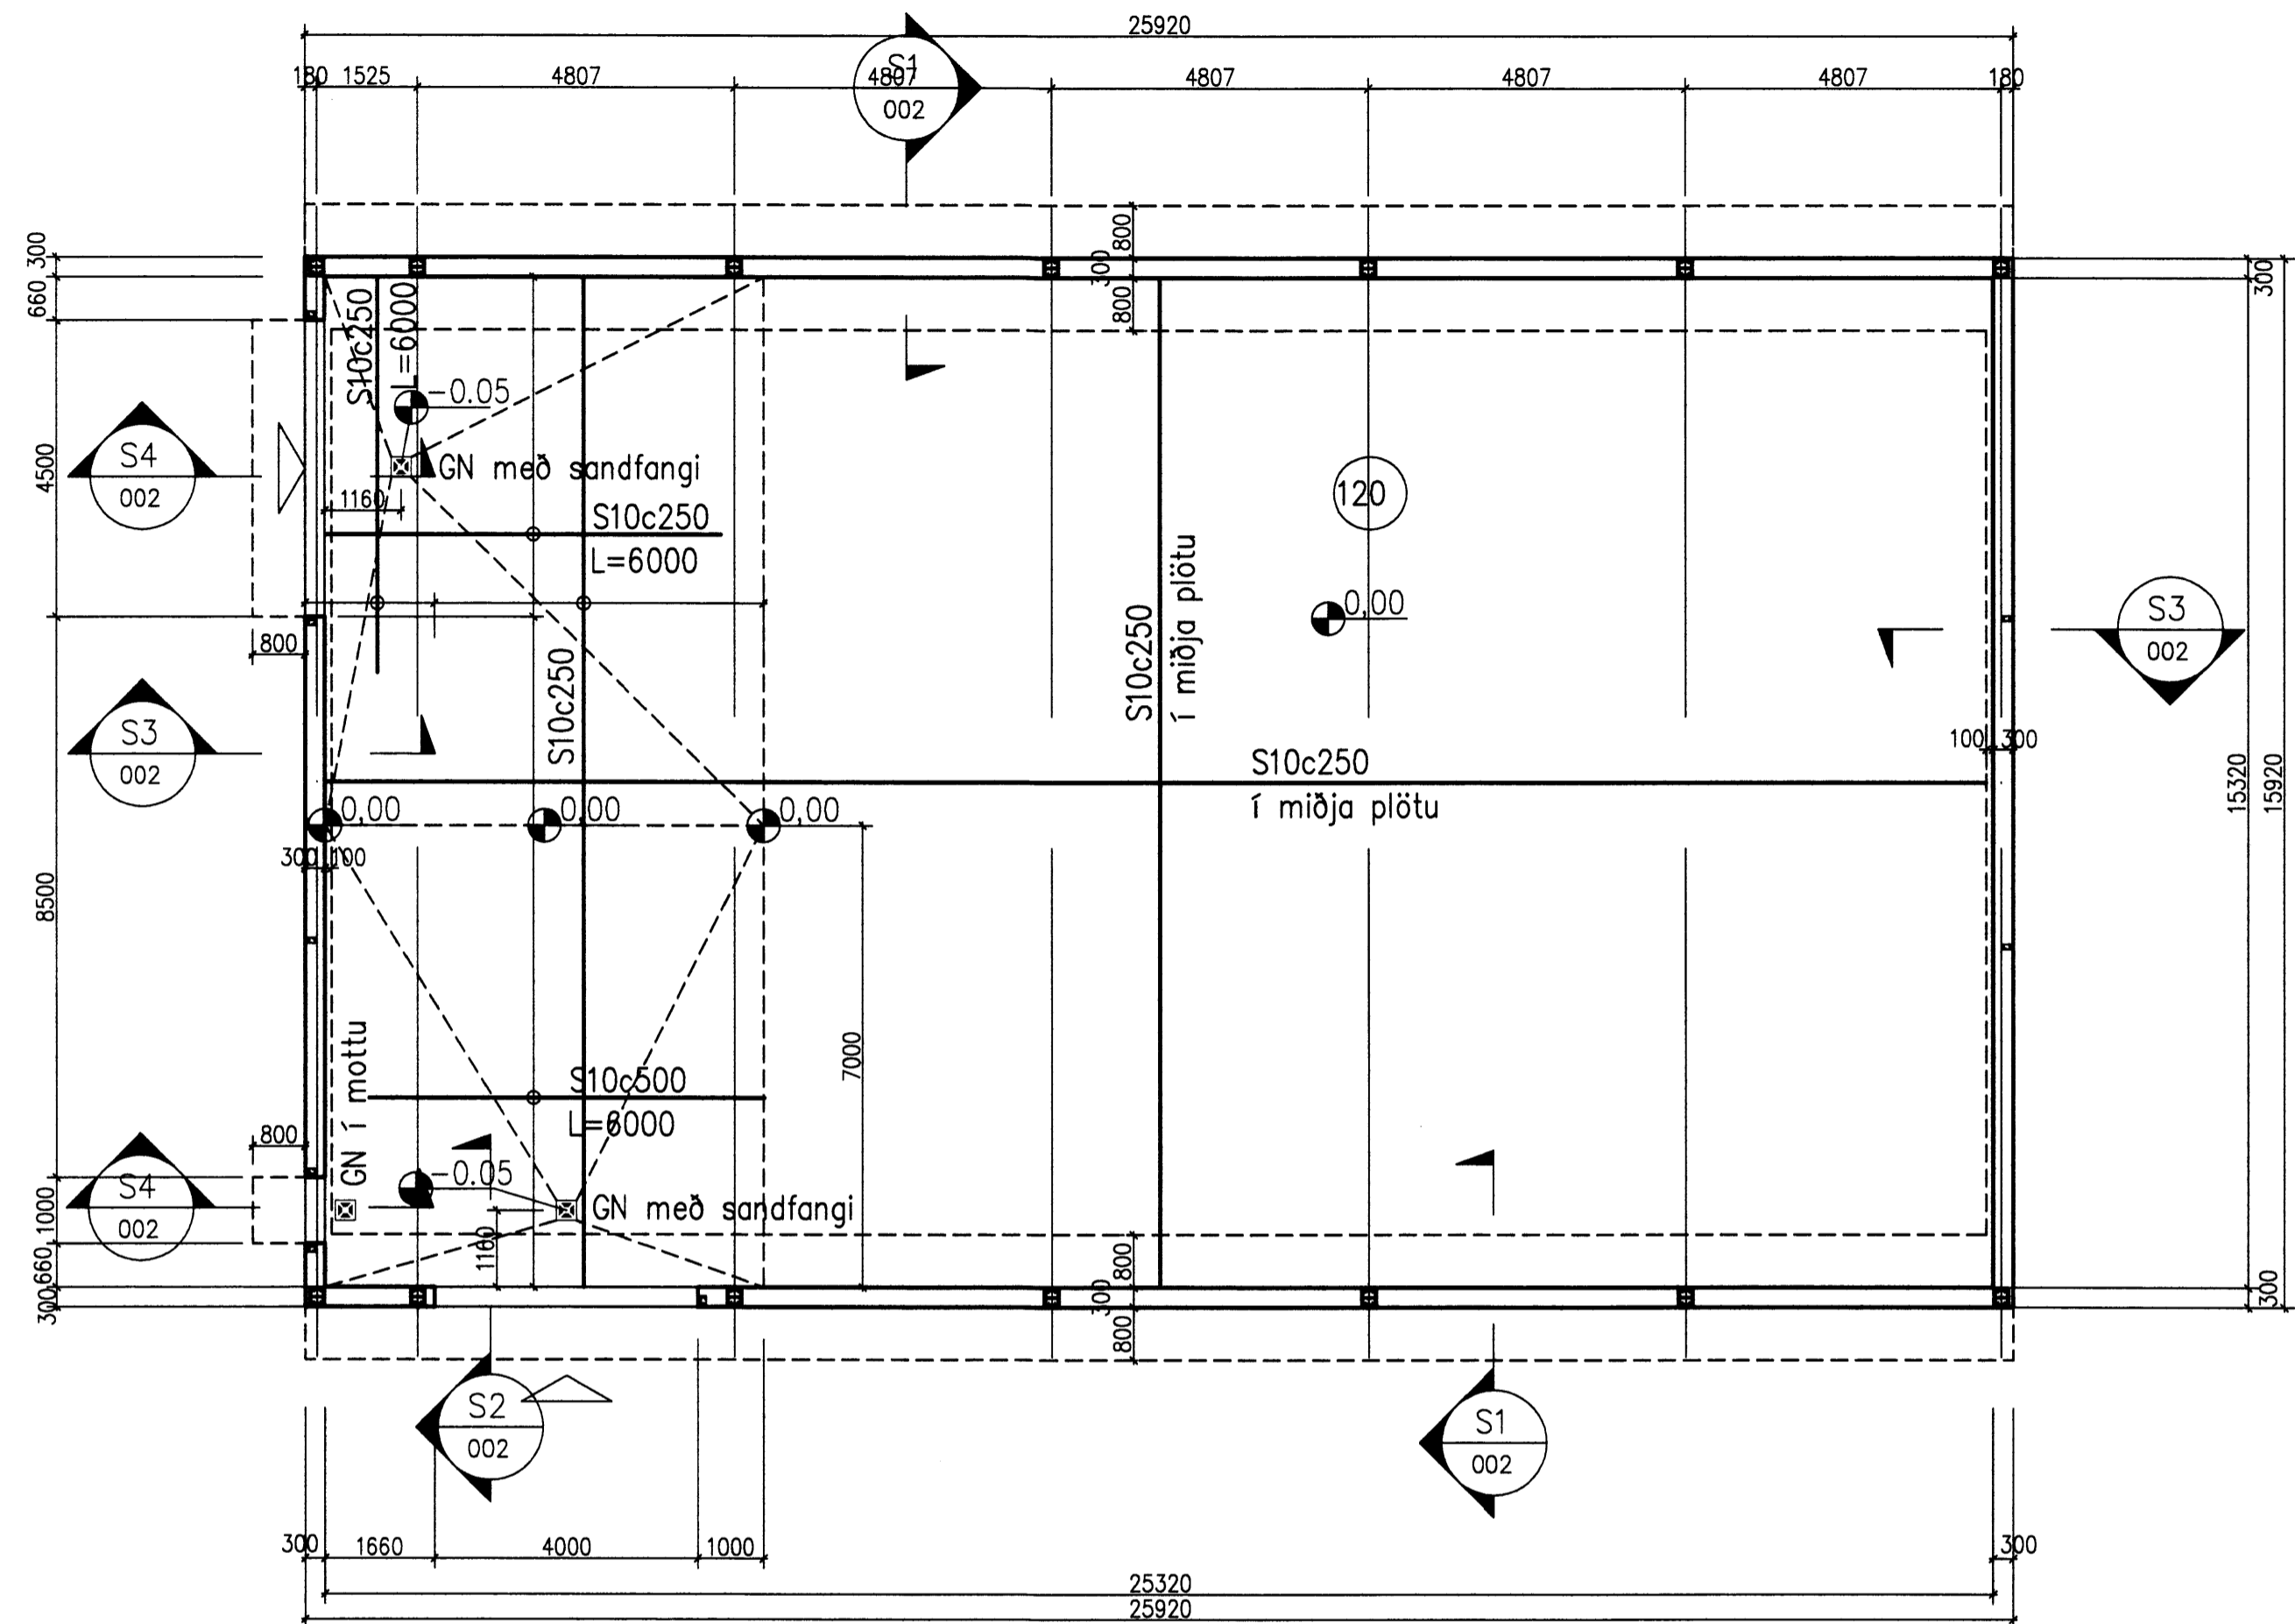 25920
180 1525 4807 4807 4807 4807 4807 180
S1
002
300
660
4500
8500
1000
660
300
800
300
800
300
S10c250
L=6000
-0.05
GN með sandfangi
1160
S10c250
L=6000
S4
002
120
S10c250
í miðja plötu
0,00
S3
002
800
S10c250
S3
002
100 300
15320
15920
S10c250
í miðja plötu
0,00
0,00
0,00
300 100
7000
GN í mottu
S10c500
L=6000
800
-0.05
S4
002
GN með sandfangi
1160
800
300
800
300
S2
002
S1
002
300 1660 4000 1000 300
25320
25920